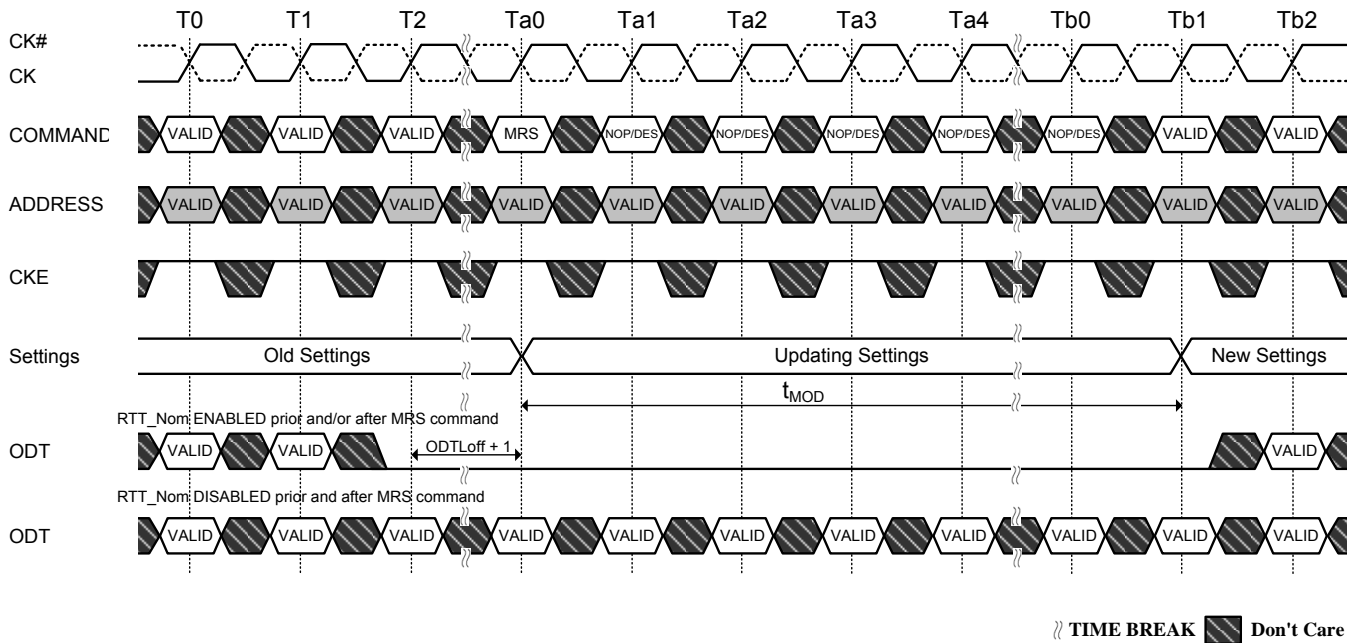 T0 T1 T2 Ta0 Ta1 Ta2 Ta3 Ta4 Tb0 Tb1 Tb2
CK#
CK
COMMAND VALID VALID VALID MRS NOP/DES NOP/DES NOP/DES NOP/DES NOP/DES VALID VALID
ADDRESS VALID VALID VALID VALID VALID VALID VALID VALID VALID VALID VALID
CKE
Settings Old Settings Updating Settings New Settings
tMOD
RTT_Nom ENABLED prior and/or after MRS command
ODT VALID VALID ODTLoff + 1 VALID
RTT_Nom DISABLED prior and after MRS command
ODT VALID VALID VALID VALID VALID VALID VALID VALID VALID VALID VALID
TIME BREAK Don't Care